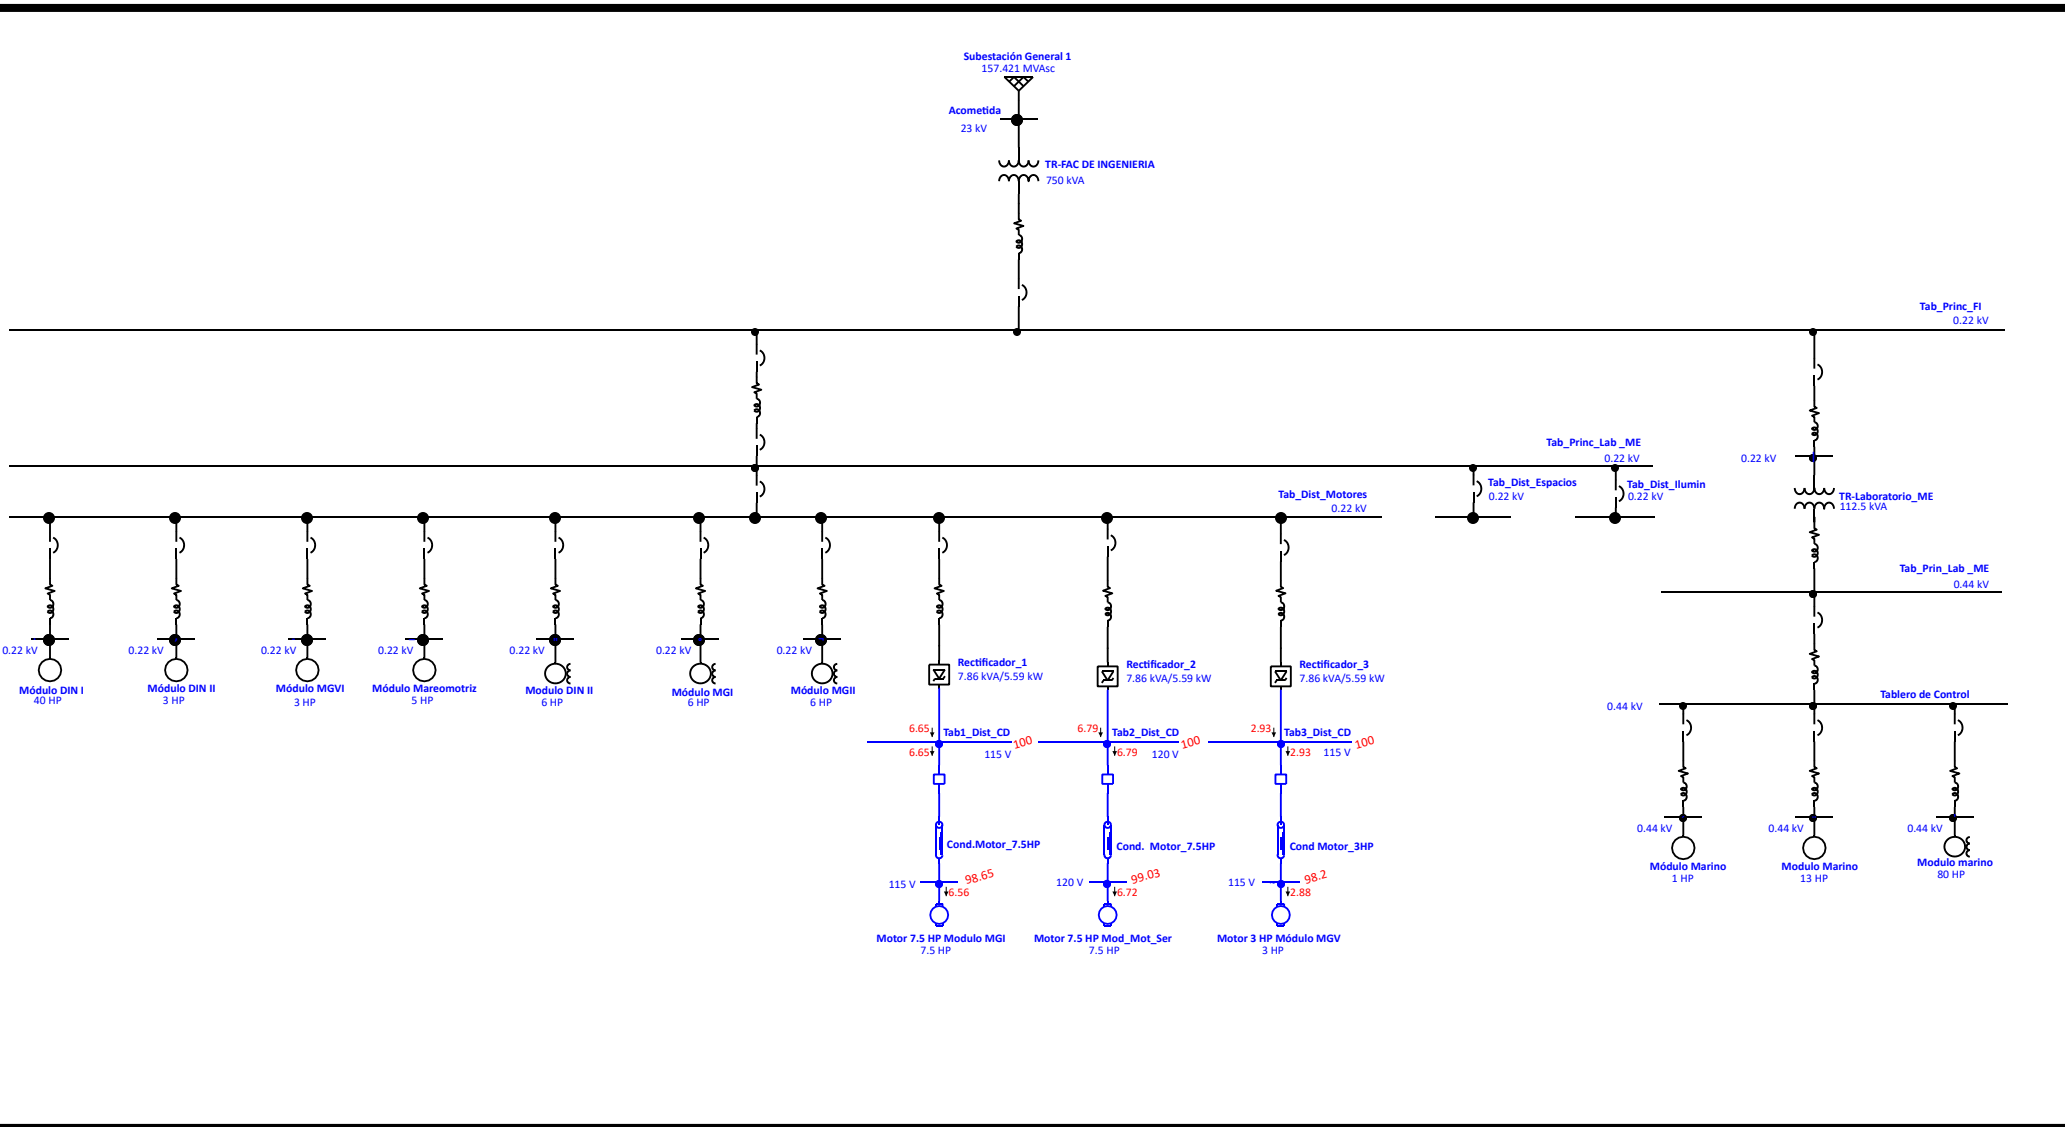 Subestación General 1
157.421 MVAsc
Acometida
23 kV
TR-FAC DE INGENIERIA
750 kVA
Tab_Princ_FI
0.22 kV
Tab_Princ_Lab _ME
0.22 kV
0.22 kV
Tab_Dist_Motores
0.22 kV
Tab_Dist_Espacios
0.22 kV
Tab_Dist_Ilumin
0.22 kV
TR-Laboratorio_ME
112.5 kVA
Tab_Prin_Lab _ME
0.44 kV
0.22 kV
Módulo DIN I
40 HP
0.22 kV
Módulo DIN II
3 HP
0.22 kV
Módulo MGVI
3 HP
0.22 kV
Módulo Mareomotriz
5 HP
0.22 kV
Modulo DIN II
6 HP
0.22 kV
Módulo MGI
6 HP
0.22 kV
Módulo MGII
6 HP
Rectificador_1
7.86 kVA/5.59 kW
Rectificador_2
7.86 kVA/5.59 kW
Rectificador_3
7.86 kVA/5.59 kW
Tablero de Control
0.44 kV
6.65
Tab1_Dist_CD
100
6.65
115 V
6.79
Tab2_Dist_CD
100
6.79
120 V
2.93
Tab3_Dist_CD
100
2.93
115 V
Cond.Motor_7.5HP
Cond. Motor_7.5HP
Cond Motor_3HP
115 V
98.65
6.56
120 V
99.03
6.72
115 V
98.2
2.88
Motor 7.5 HP Modulo MGI
7.5 HP
Motor 7.5 HP Mod_Mot_Ser
7.5 HP
Motor 3 HP Módulo MGV
3 HP
0.44 kV
Módulo Marino
1 HP
0.44 kV
Modulo Marino
13 HP
0.44 kV
Modulo marino
80 HP